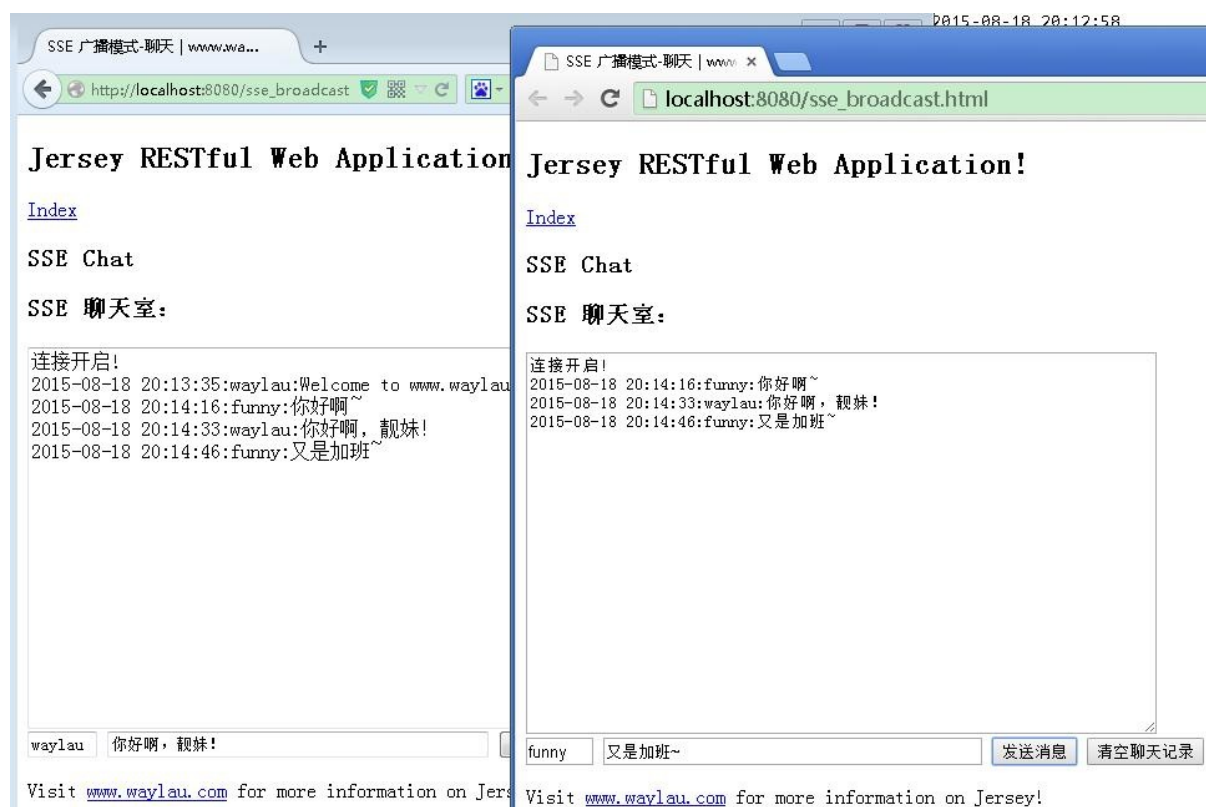 2015-08-18 20:12:58
SSE 广播模式-聊天 | www.wa...
http://localhost:8080/sse_broadcast
Jersey RESTful Web Application
Index
SSE Chat
SSE 聊天室：
连接开启!
2015-08-18 20:13:35:waylau:Welcome to www.waylau
2015-08-18 20:14:16:funny:你好啊~
2015-08-18 20:14:33:waylau:你好啊，靓妹!
2015-08-18 20:14:46:funny:又是加班~
waylau 你好啊，靓妹!
Visit www.waylau.com for more information on Jers
SSE 广播模式-聊天 | www
localhost:8080/sse_broadcast.html
Jersey RESTful Web Application!
Index
SSE Chat
SSE 聊天室：
连接开启!
2015-08-18 20:14:16:funny:你好啊~
2015-08-18 20:14:33:waylau:你好啊，靓妹!
2015-08-18 20:14:46:funny:又是加班~
funny 又是加班~ 发送消息 清空聊天记录
Visit www.waylau.com for more information on Jersey!